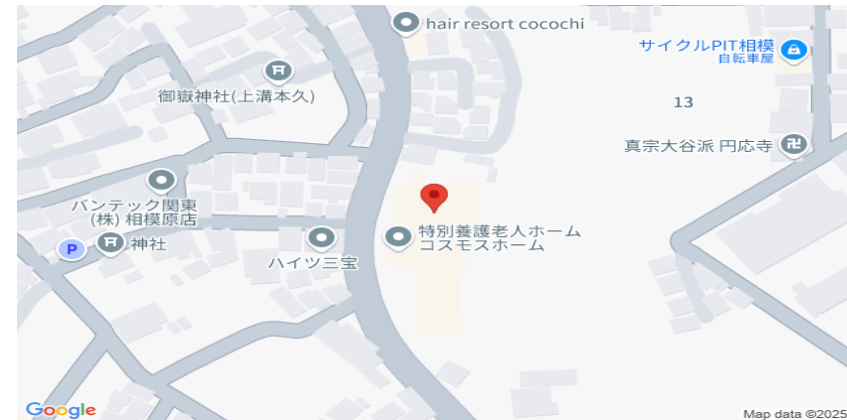 hair resort cocochi
サイクルPIT相模
自転車屋
御嶽神社(上溝本久)
13
真宗大谷派 円応寺
バンテック関東
(株) 相模原店
P
神社
ハイツ三宝
特別養護老人ホーム
コスモスホーム
Google
Map data ©2025